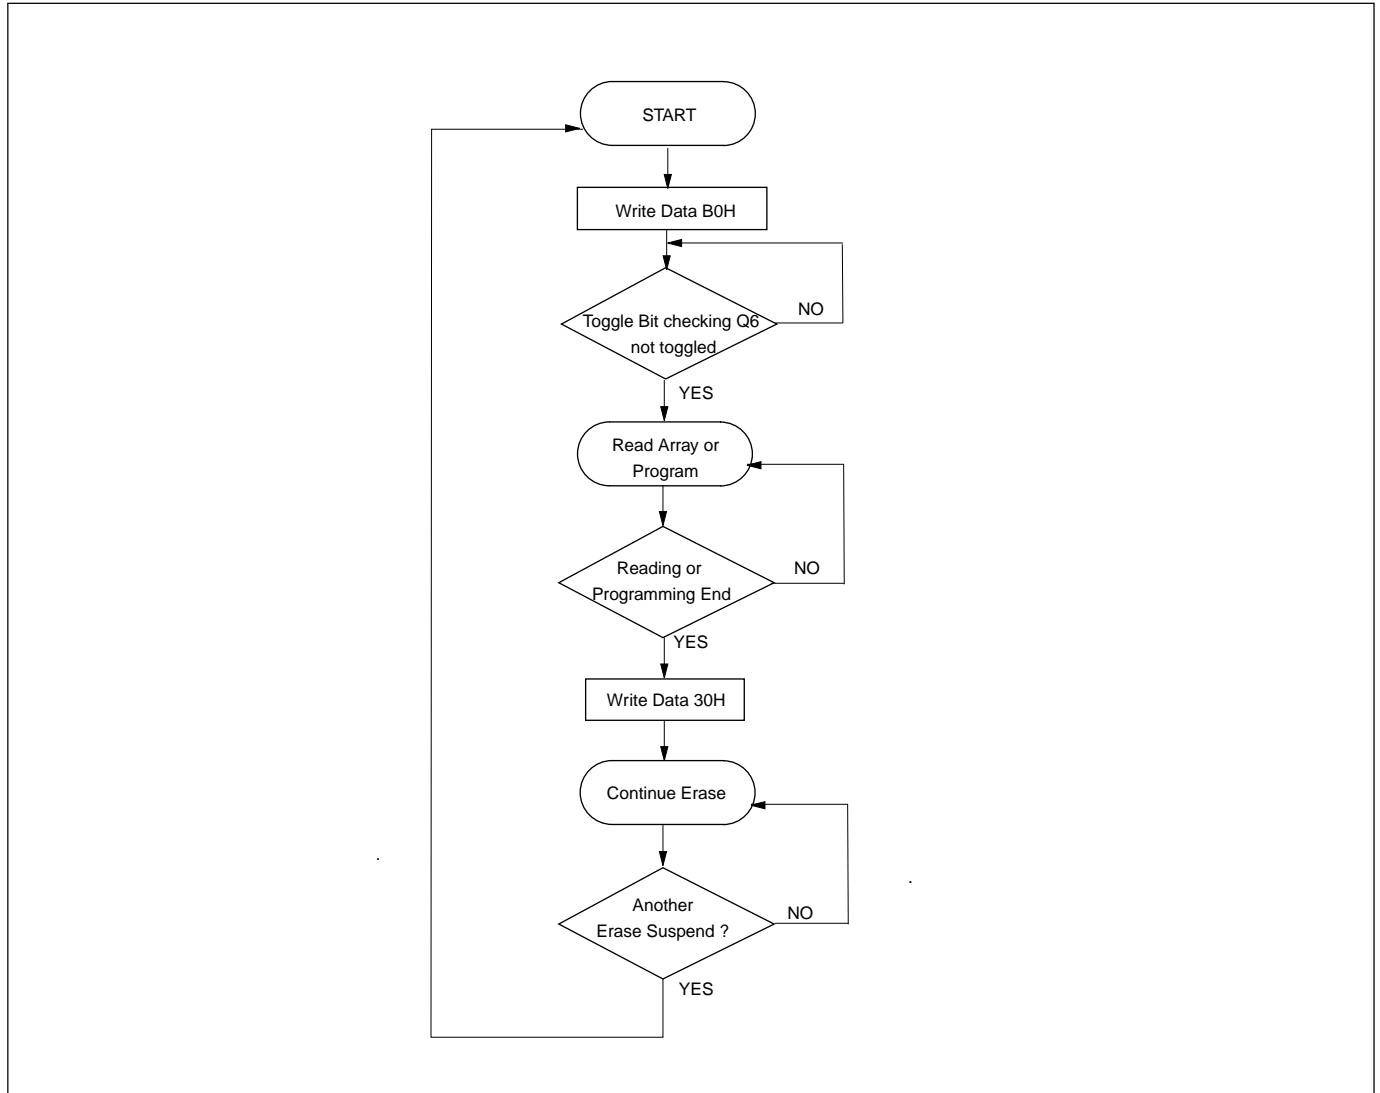 START
Write Data B0H
NO
Toggle Bit checking Q6
not toggled
YES
Read Array or
Program
NO
Reading or
Programming End
YES
Write Data 30H
Continue Erase
Another
NO
Erase Suspend ?
YES